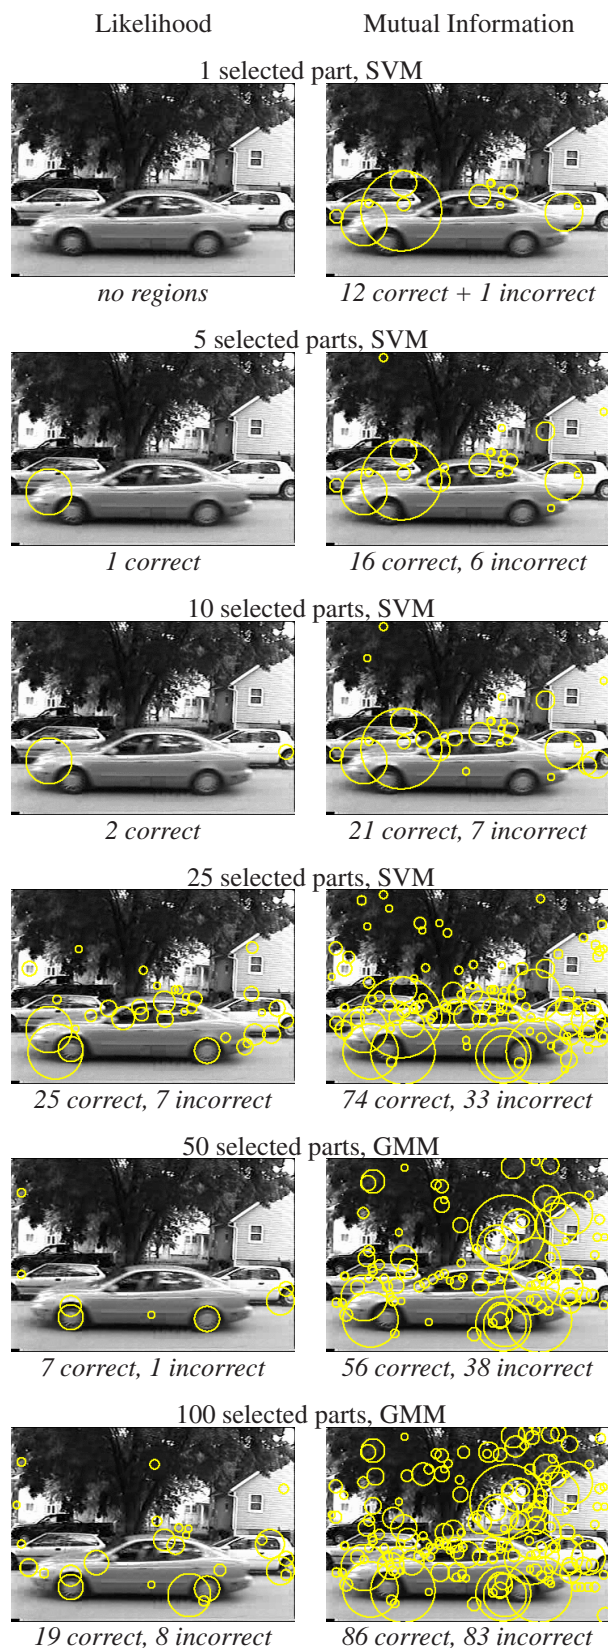 Likelihood Mutual Information
1 selected part, SVM
no regions 12 correct + 1 incorrect
5 selected parts, SVM
1 correct 16 correct, 6 incorrect
10 selected parts, SVM
2 correct 21 correct, 7 incorrect
25 selected parts, SVM
25 correct, 7 incorrect 74 correct, 33 incorrect
50 selected parts, GMM
7 correct, 1 incorrect 56 correct, 38 incorrect
100 selected parts, GMM
19 correct, 8 incorrect 86 correct, 83 incorrect